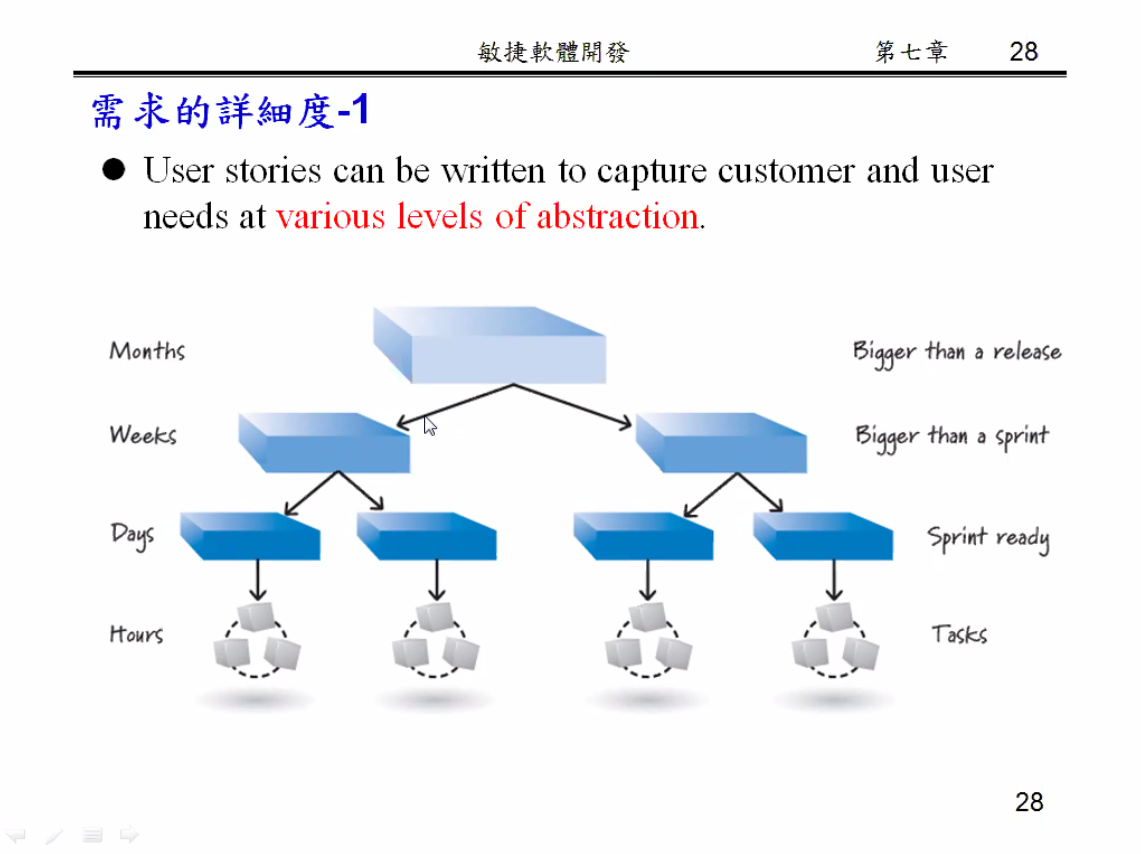 敏捷軟體開發 第七章 28
需求的詳細度-1
● User stories can be written to capture customer and user
needs at various levels of abstraction.
Months Bigger than a release
Weeks Bigger than a sprint
Days Sprint ready
Hours Tasks
28